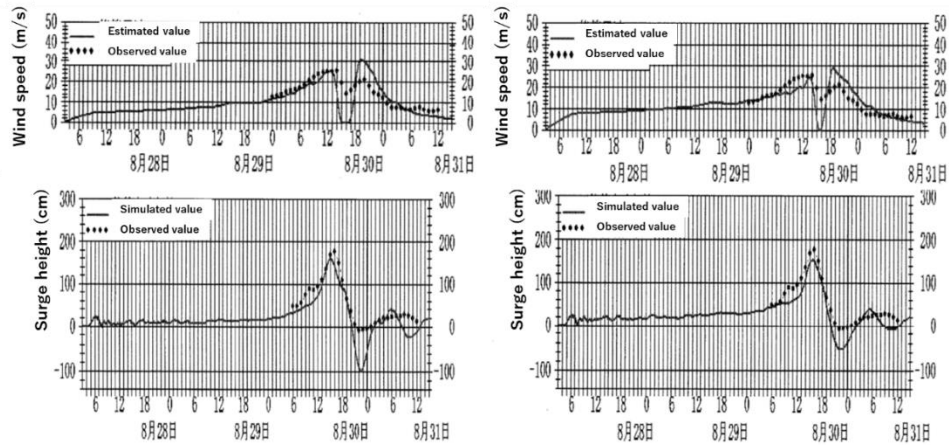 Wind speed (m/s)
50
40
30
20
10
0
Estimated value
Observed value
50
40
30
20
10
0
6 12 18 0 6 12 18 0 6 12 18 0 6 12
8月28日 8月29日 8月30日 8月31日
Wind speed (m/s)
50
40
30
20
10
0
Estimated value
Observed value
50
40
30
20
10
0
6 12 18 0 6 12 18 0 6 12 18 0 6 12
8月28日 8月29日 8月30日 8月31日
Surge height (cm)
300
200
100
0
-100
Simulated value
Observed value
300
200
100
0
-100
6 12 18 0 6 12 18 0 6 12 18 0 6 12
8月28日 8月29日 8月30日 8月31日
Surge height (cm)
300
200
100
0
-100
Simulated value
Observed value
300
200
100
0
-100
6 12 18 0 6 12 18 0 6 12 18 0 6 12
8月28日 8月29日 8月30日 8月31日